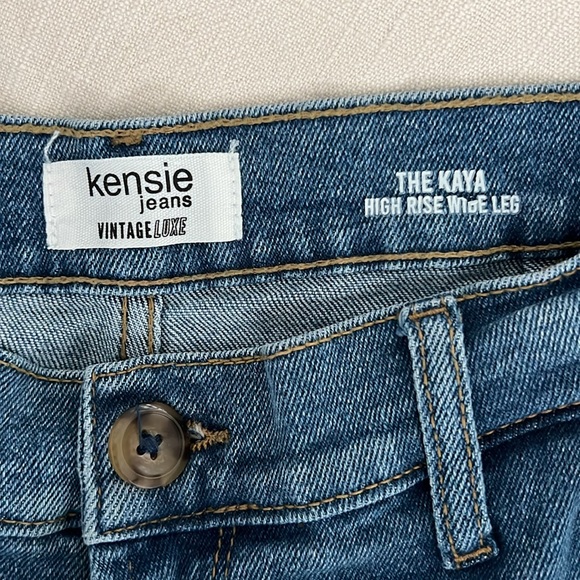 kensie
jeans
VINTAGE LUXE
THE KAYA
HIGH RISE WIDE LEG